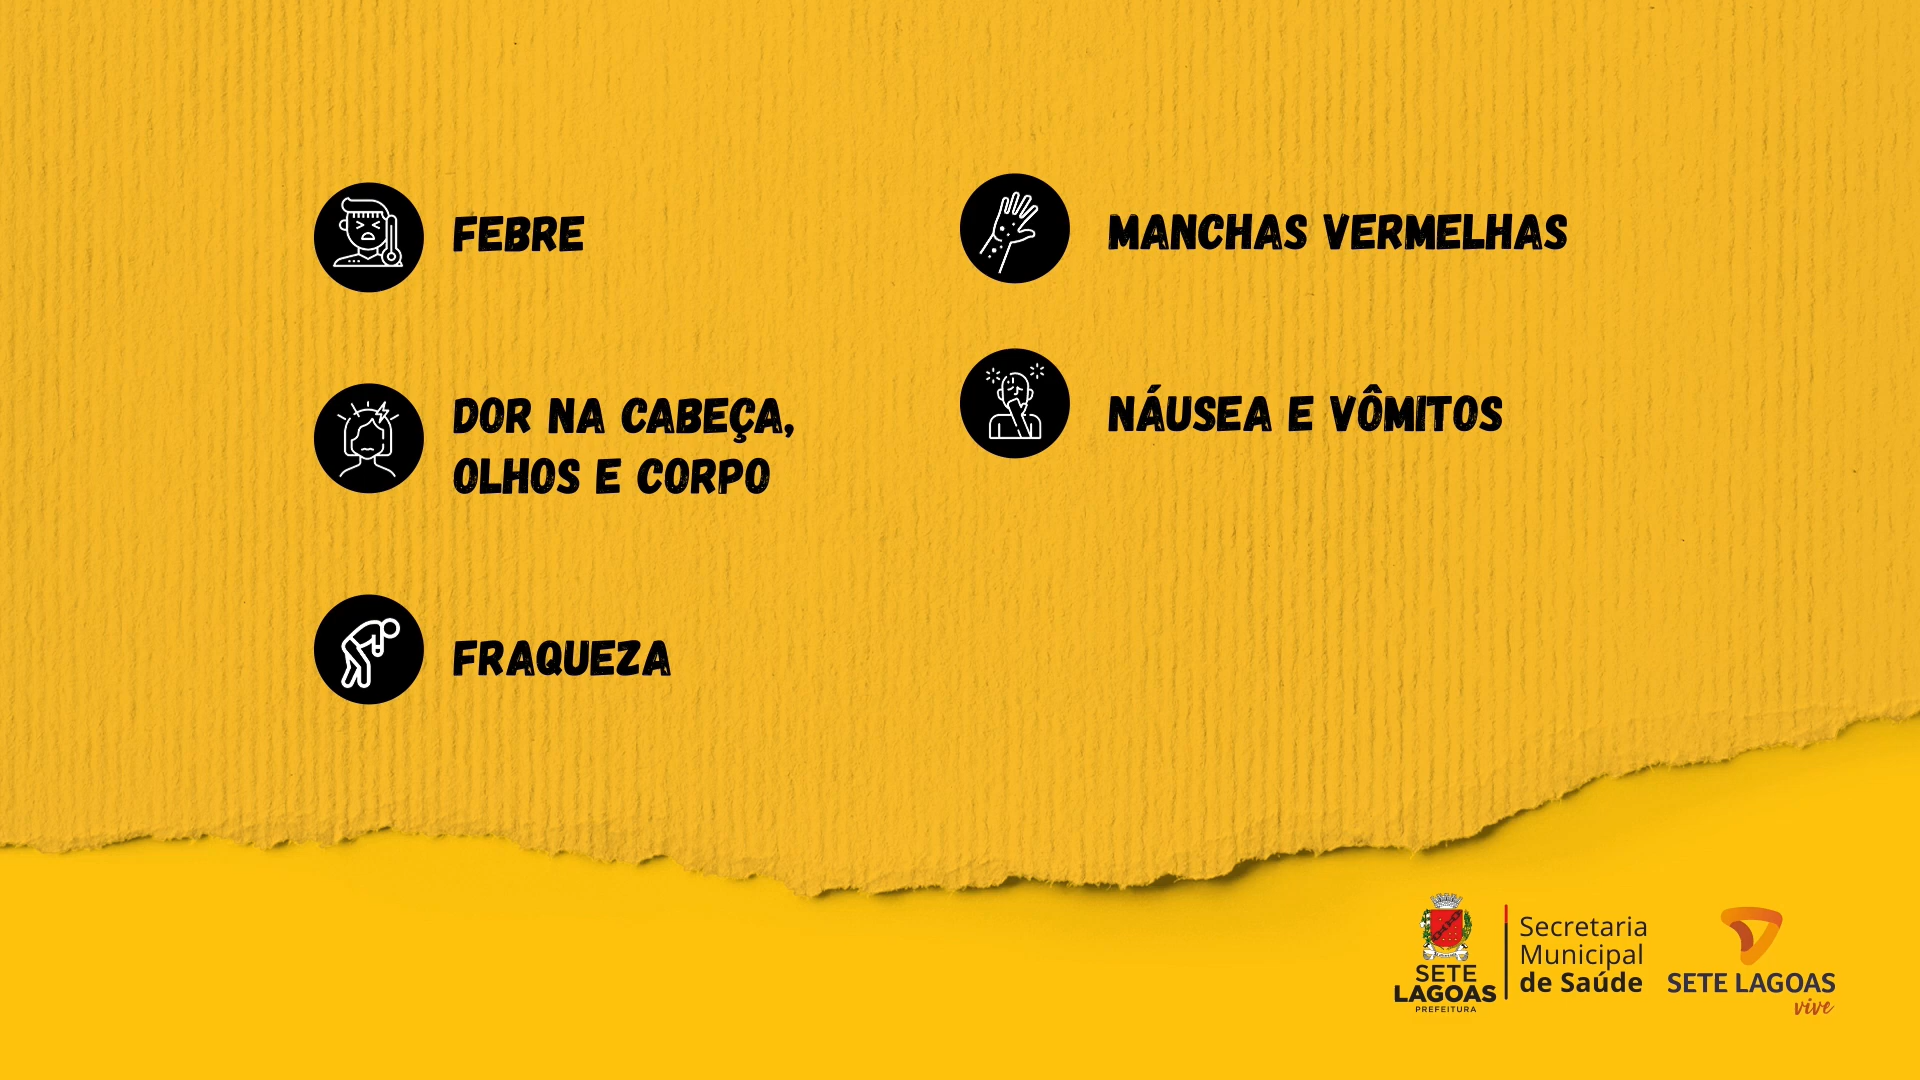 FEBRE
DOR NA CABEÇA,
OLHOS E CORPO
FRAQUEZA
MANCHAS VERMELHAS
NÁUSEA E VÔMITOS
SETE
LAGOAS
PREFEITURA
Secretaria
Municipal
de Saúde
SETE LAGOAS
vive